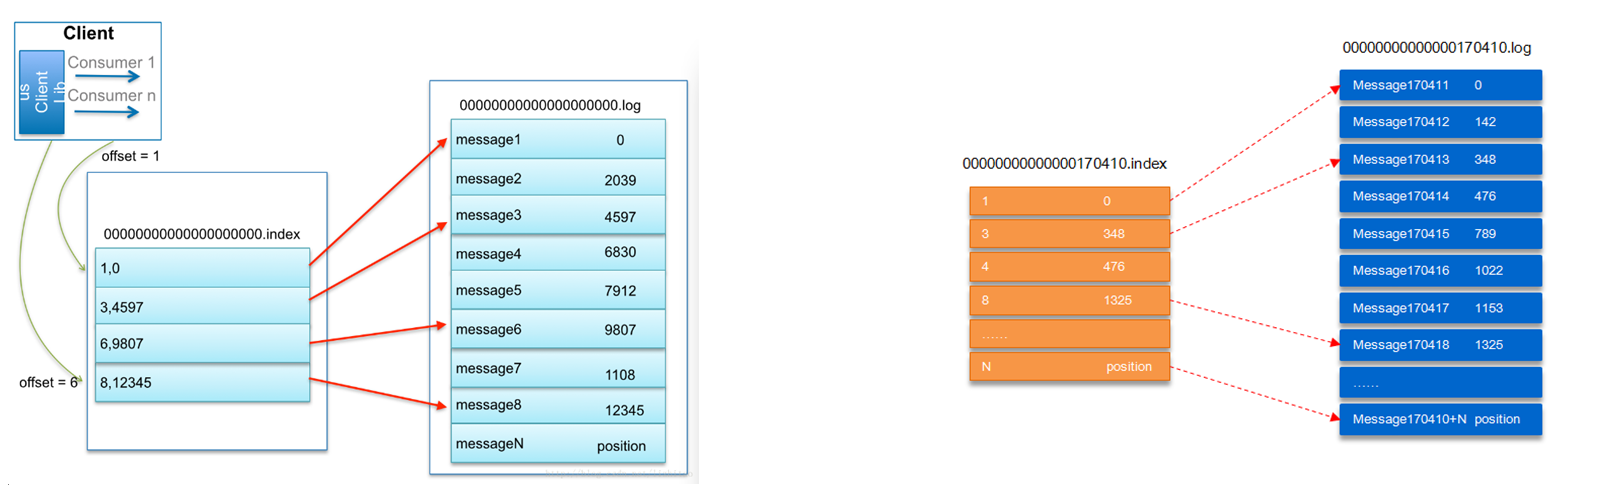 Client
us Client Lib
Consumer 1
Consumer n
offset = 1
offset = 6
00000000000000000000.index
1,0
3,4597
6,9807
8,12345
00000000000000000000.log
message1 0
message2 2039
message3 4597
message4 6830
message5 7912
message6 9807
message7 1108
message8 12345
messageN position
00000000000000170410.index
1 0
3 348
4 476
8 1325
......
N position
00000000000000170410.log
Message170411 0
Message170412 142
Message170413 348
Message170414 476
Message170415 789
Message170416 1022
Message170417 1153
Message170418 1325
......
Message170410+N position